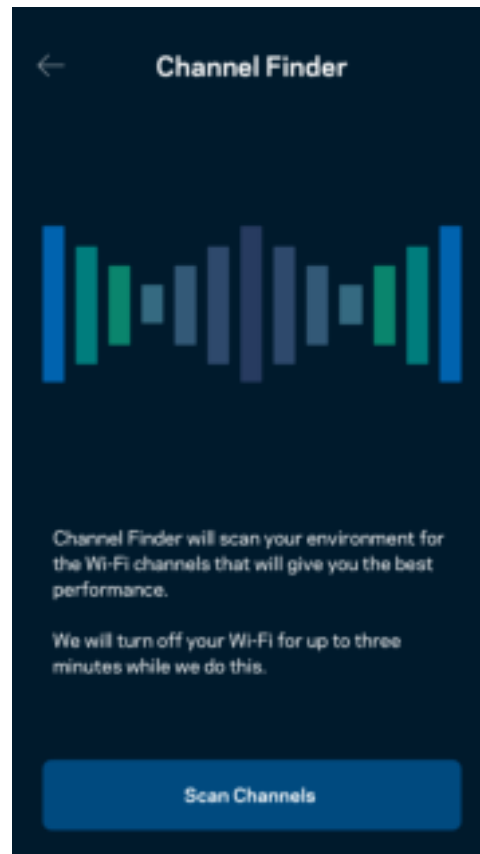 Channel Finder
Channel Finder will scan your environment for
the Wi-Fi channels that will give you the best
performance.
We will turn off your Wi-Fi for up to three
minutes while we do this.
Scan Channels